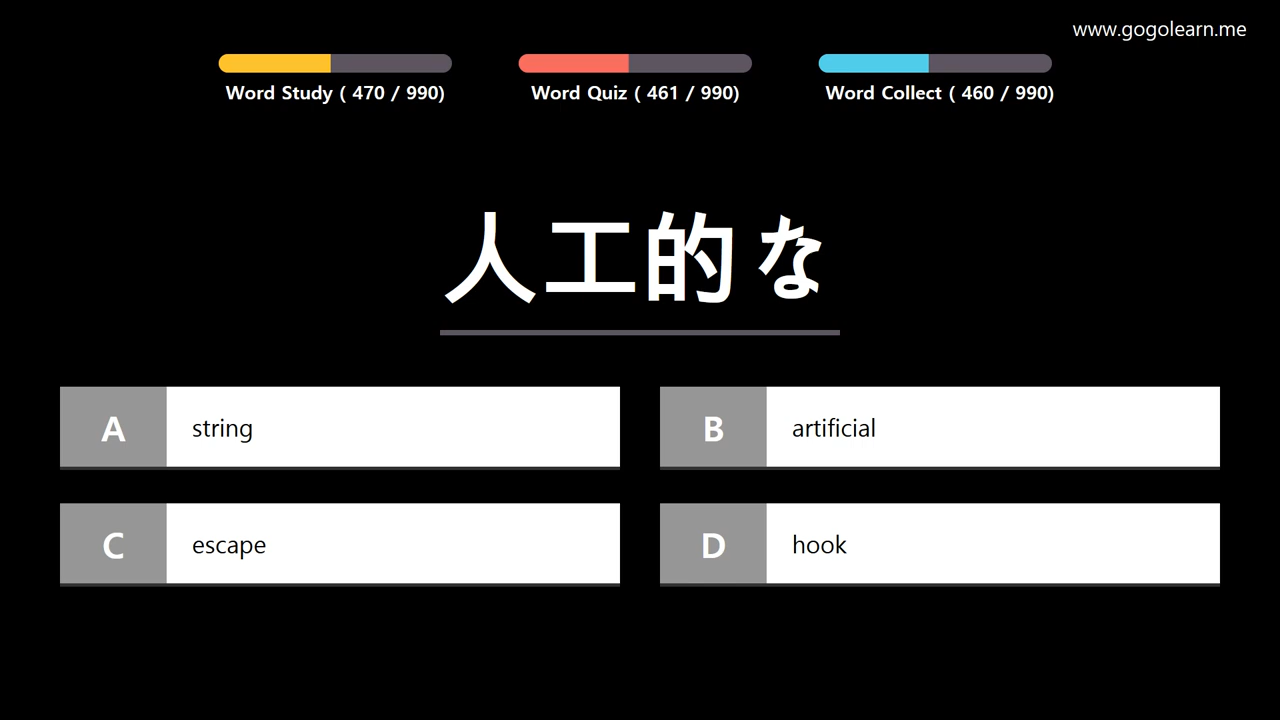 www.gogolearn.me
Word Study ( 470 / 990)
Word Quiz ( 461 / 990)
Word Collect ( 460 / 990)
人工的な
A string
B artificial
C escape
D hook